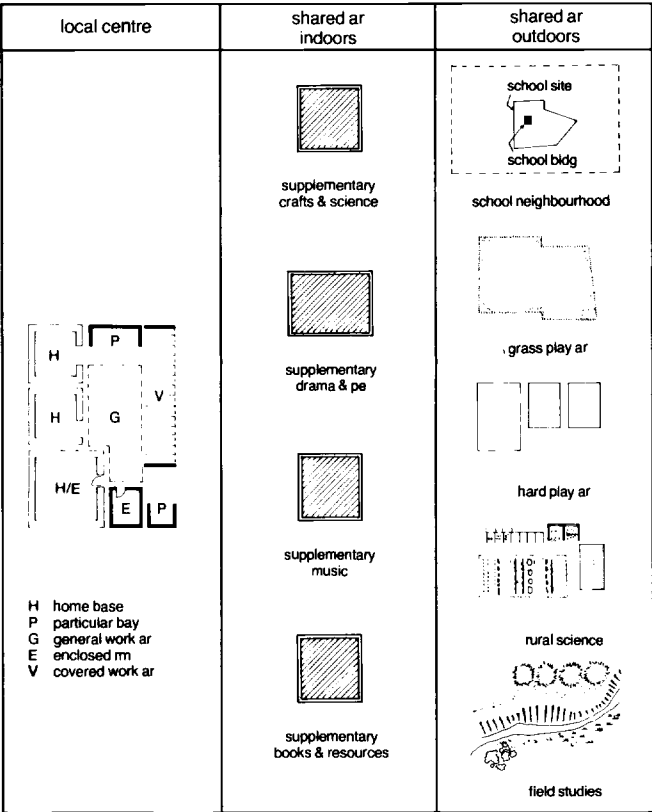 local centre
shared ar
indoors
shared ar
outdoors
H
P
H
G
V
H/E
E
P
H home base
P particular bay
G general work ar
E enclosed rm
V covered work ar
supplementary
crafts & science
supplementary
drama & pe
supplementary
music
supplementary
books & resources
school site
school bldg
school neighbourhood
grass play ar
hard play ar
rural science
field studies